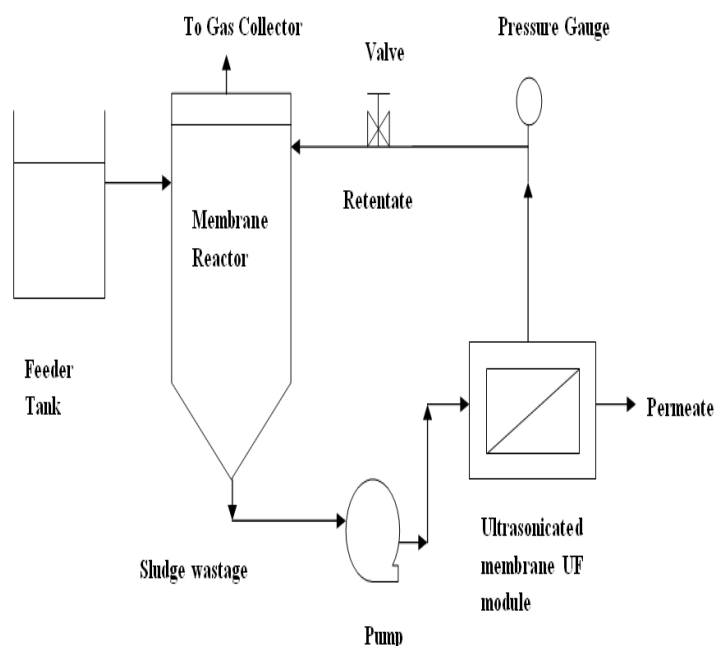 To Gas Collector
Valve
Pressure Gauge
Membrane
Reactor
Retentate
Feeder
Tank
Permeate
Sludge wastage
Ultrasonicated
membrane UF
module
Pump